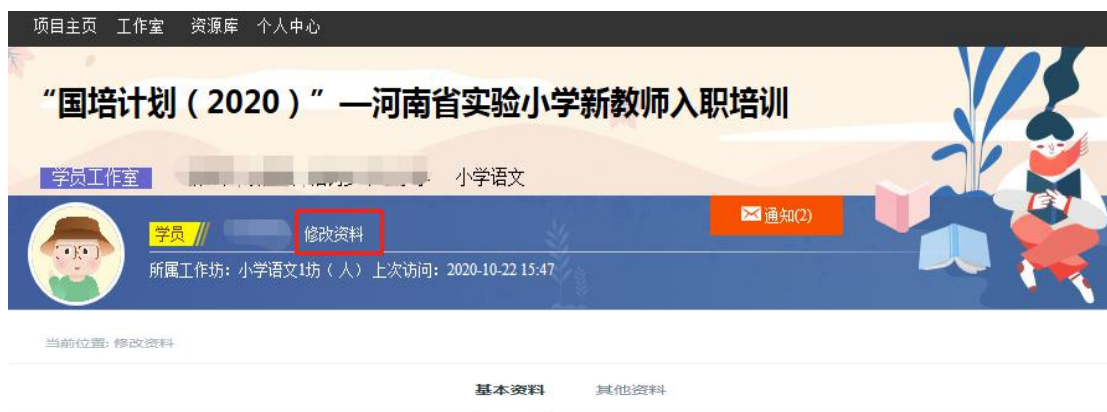 项目主页 工作室 资源库 个人中心
“国培计划（2020）”—河南省实验小学新教师入职培训
学员工作室 小学语文
通知(2)
学员 修改资料
所属工作坊：小学语文1坊（ 人） 上次访问：2020-10-22 15:47
当前位置: 修改资料
基本资料 其他资料